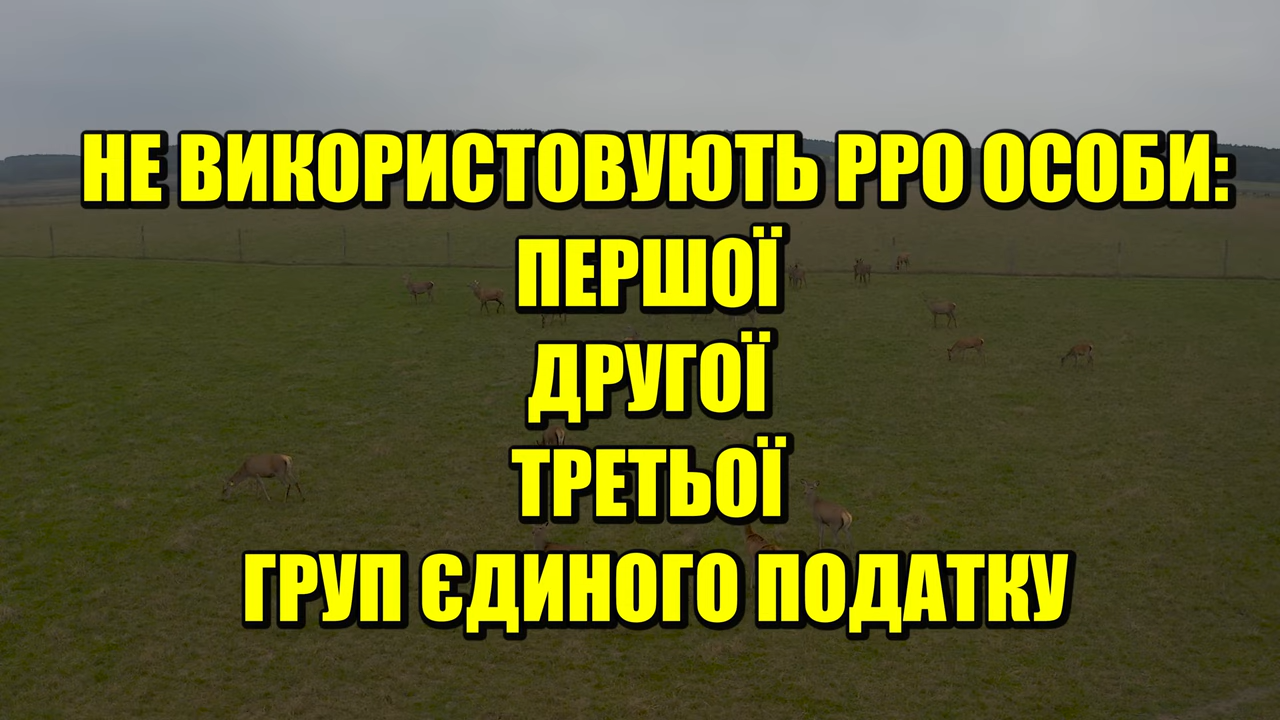 НЕ ВИКОРИСТОВУЮТЬ РРО ОСОБИ:
ПЕРШОЇ
ДРУГОЇ
ТРЕТЬОЇ
ГРУП ЄДИНОГО ПОДАТКУ